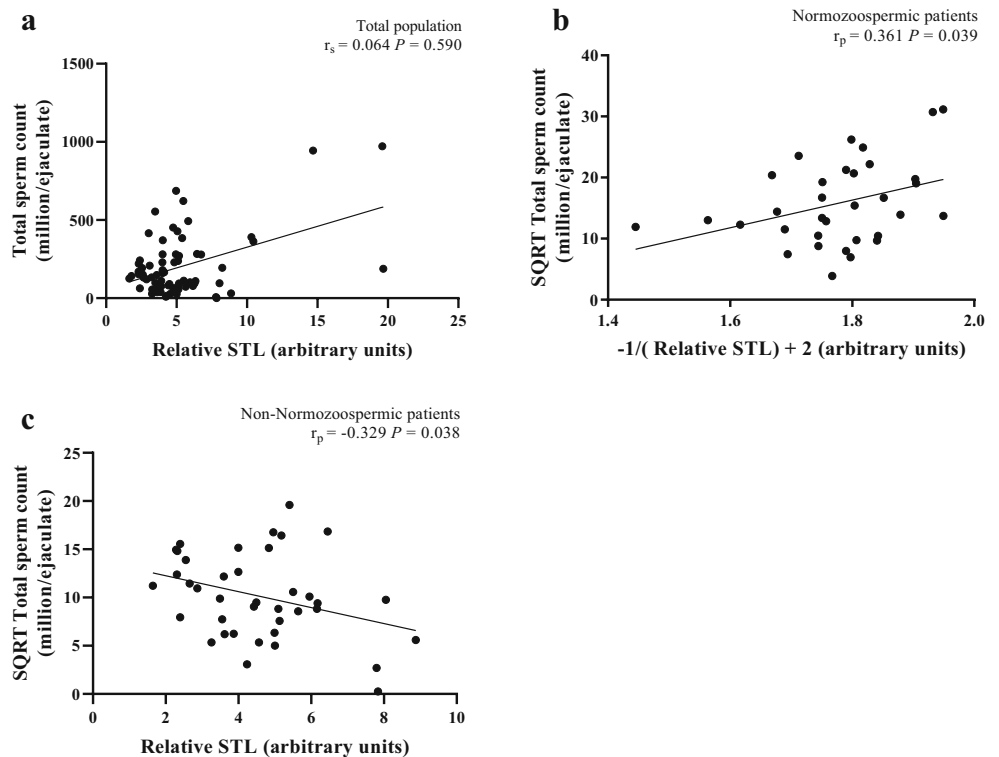 a
Total population
rs = 0.064 P = 0.590
Total sperm count
(million/ejaculate)
1500
1000
500
0
0 5 10 15 20 25
Relative STL (arbitrary units)
b
Normozoospermic patients
rp = 0.361 P = 0.039
SQRT Total sperm count
(million/ejaculate)
40
30
20
10
0
1.4 1.6 1.8 2.0
-1/( Relative STL) + 2 (arbitrary units)
c
Non-Normozoospermic patients
rp = -0.329 P = 0.038
SQRT Total sperm count
(million/ejaculate)
25
20
15
10
5
0
0 2 4 6 8 10
Relative STL (arbitrary units)